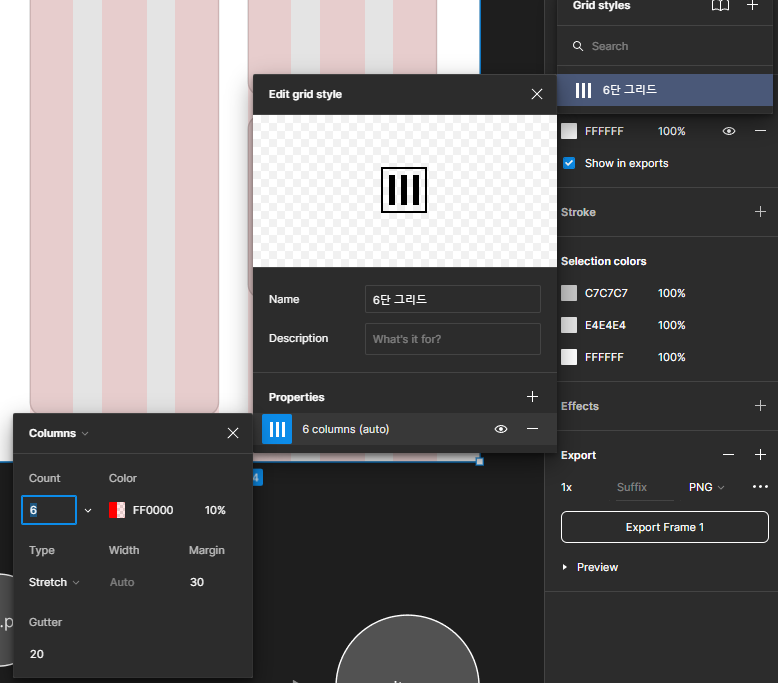 Grid styles
Search
6단 그리드
FFFFFF 100%
Show in exports
Stroke
Selection colors
C7C7C7 100%
E4E4E4 100%
FFFFFF 100%
Effects
Export
1x Suffix PNG
Export Frame 1
Preview
Edit grid style
Name 6단 그리드
Description What's it for?
Properties
6 columns (auto)
Columns
Count Color
6 FF0000 10%
Type Width Margin
Stretch Auto 30
Gutter
20
4
.p